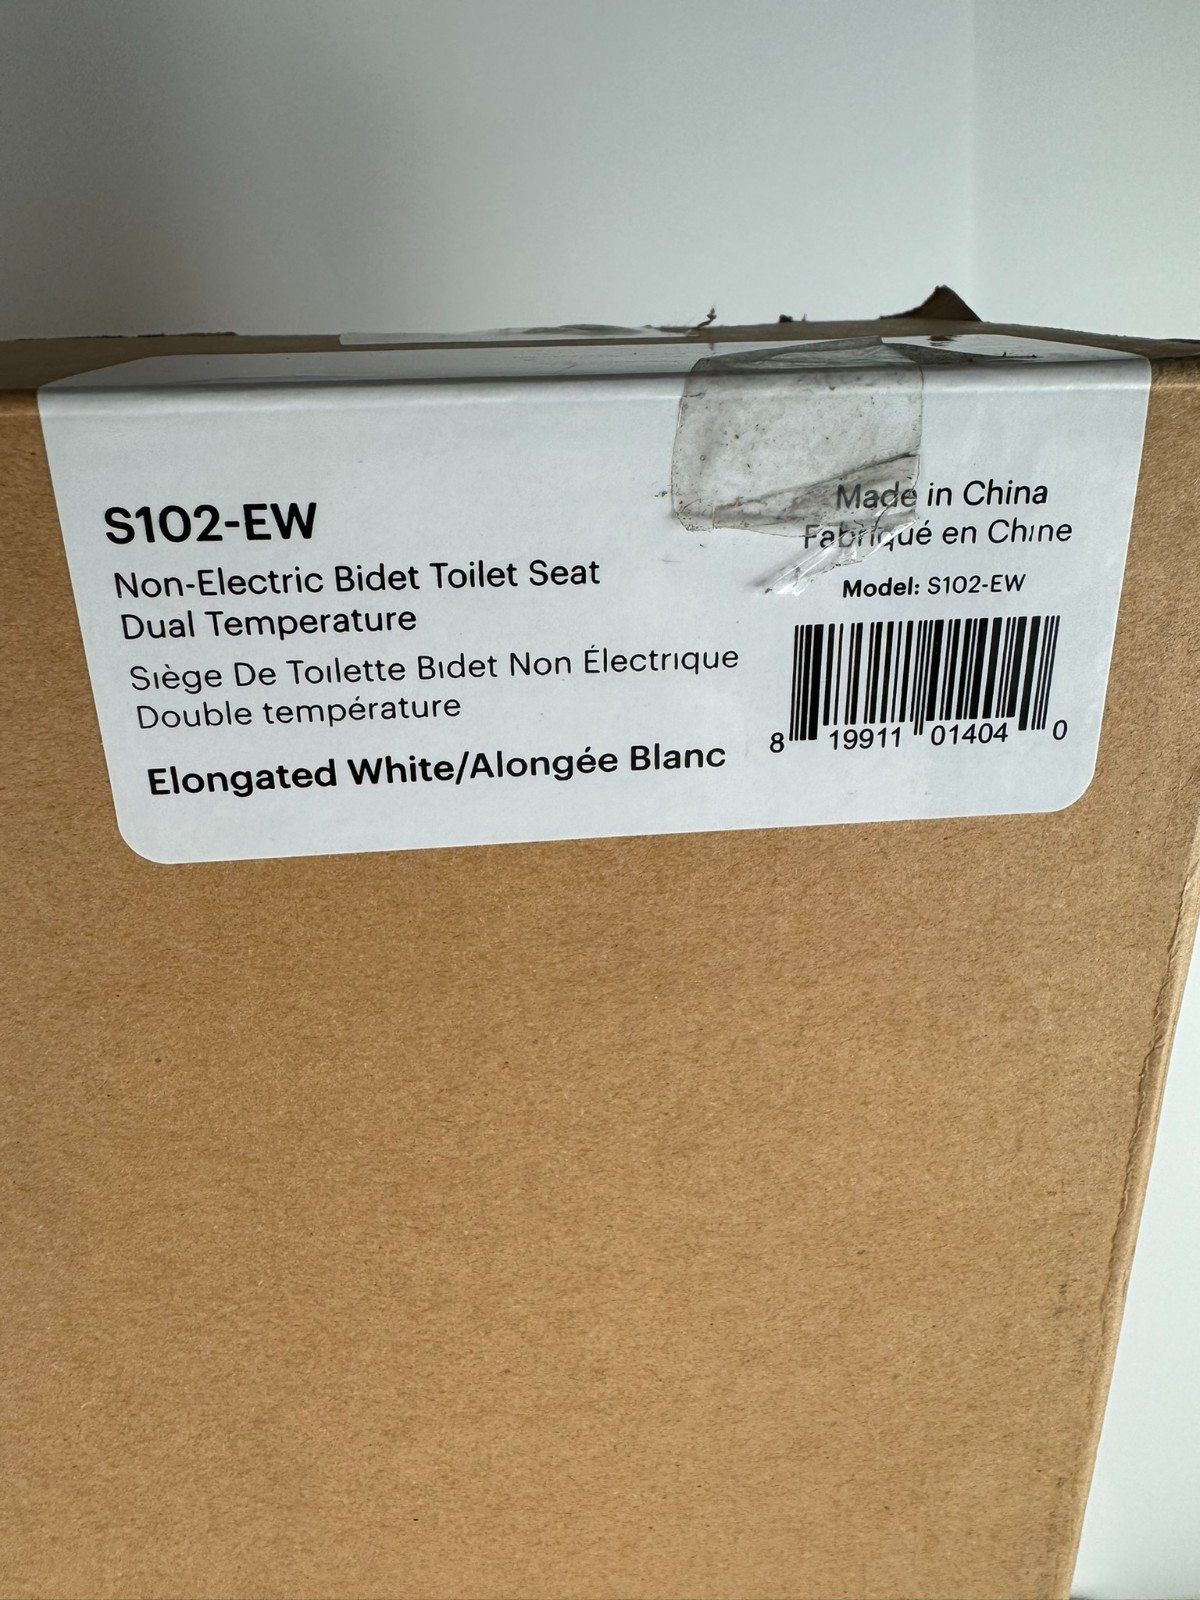 S102-EW
Non-Electric Bidet Toilet Seat
Dual Temperature
Siège De Toilette Bidet Non Électrique
Double température
Elongated White/Alongée Blanc
Made in China
Fabriqué en Chine
Model: S102-EW
8 19911 01404 0